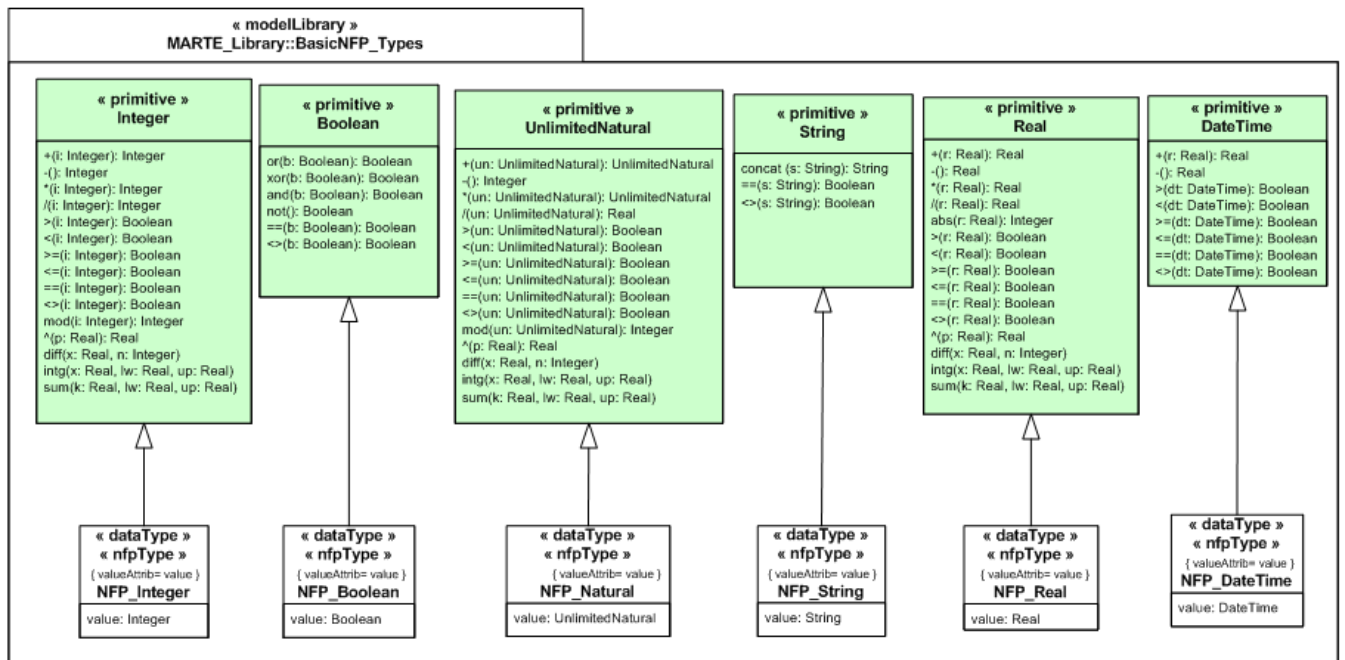 « modelLibrary »
MARTE_Library::BasicNFP_Types
« primitive »
Integer
+(i: Integer): Integer
-(): Integer
*(i: Integer): Integer
/(i: Integer): Integer
>(i: Integer): Boolean
<(i: Integer): Boolean
>=(i: Integer): Boolean
<=(i: Integer): Boolean
==(i: Integer): Boolean
<>(i: Integer): Boolean
mod(i: Integer): Integer
^(p: Real): Real
diff(x: Real, n: Integer)
intg(x: Real, lw: Real, up: Real)
sum(k: Real, lw: Real, up: Real)
« primitive »
Boolean
or(b: Boolean): Boolean
xor(b: Boolean): Boolean
and(b: Boolean): Boolean
not(): Boolean
==(b: Boolean): Boolean
<>(b: Boolean): Boolean
« primitive »
UnlimitedNatural
+(un: UnlimitedNatural): UnlimitedNatural
-(): Integer
*(un: UnlimitedNatural): UnlimitedNatural
/(un: UnlimitedNatural): Real
>(un: UnlimitedNatural): Boolean
<(un: UnlimitedNatural): Boolean
>=(un: UnlimitedNatural): Boolean
<=(un: UnlimitedNatural): Boolean
==(un: UnlimitedNatural): Boolean
<>(un: UnlimitedNatural): Boolean
mod(un: UnlimitedNatural): Integer
^(p: Real): Real
diff(x: Real, n: Integer)
intg(x: Real, lw: Real, up: Real)
sum(k: Real, lw: Real, up: Real)
« primitive »
String
concat (s: String): String
==(s: String): Boolean
<>(s: String): Boolean
« primitive »
Real
+(r: Real): Real
-(): Real
*(r: Real): Real
/(r: Real): Real
abs(r: Real): Integer
>(r: Real): Boolean
<(r: Real): Boolean
>=(r: Real): Boolean
<=(r: Real): Boolean
==(r: Real): Boolean
<>(r: Real): Boolean
^(p: Real): Real
diff(x: Real, n: Integer)
intg(x: Real, lw: Real, up: Real)
sum(k: Real, lw: Real, up: Real)
« primitive »
DateTime
+(r: Real): Real
-(): Real
>(dt: DateTime): Boolean
<(dt: DateTime): Boolean
>=(dt: DateTime): Boolean
<=(dt: DateTime): Boolean
==(dt: DateTime): Boolean
<>(dt: DateTime): Boolean
« dataType »
« nfpType »
{ valueAttrib= value }
NFP_Integer
value: Integer
« dataType »
« nfpType »
{ valueAttrib= value }
NFP_Boolean
value: Boolean
« dataType »
« nfpType »
{ valueAttrib= value }
NFP_Natural
value: UnlimitedNatural
« dataType »
« nfpType »
{ valueAttrib= value }
NFP_String
value: String
« dataType »
« nfpType »
{ valueAttrib= value }
NFP_Real
value: Real
« dataType »
« nfpType »
{ valueAttrib= value }
NFP_DateTime
value: DateTime